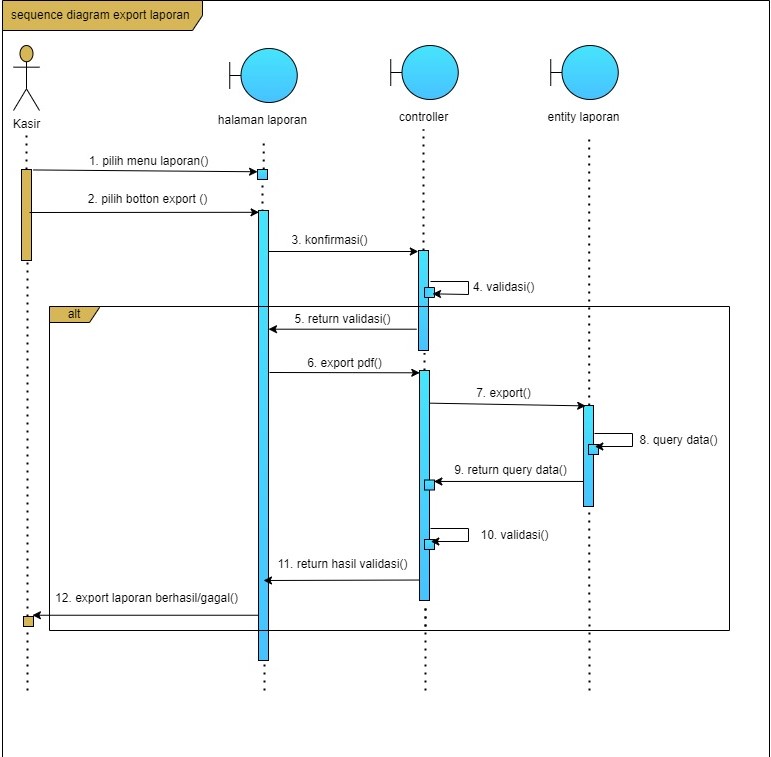 sequence diagram export laporan
Kasir
halaman laporan
controller
entity laporan
1. pilih menu laporan()
2. pilih botton export ()
3. konfirmasi()
4. validasi()
alt
5. return validasi()
6. export pdf()
7. export()
8. query data()
9. return query data()
10. validasi()
11. return hasil validasi()
12. export laporan berhasil/gagal()